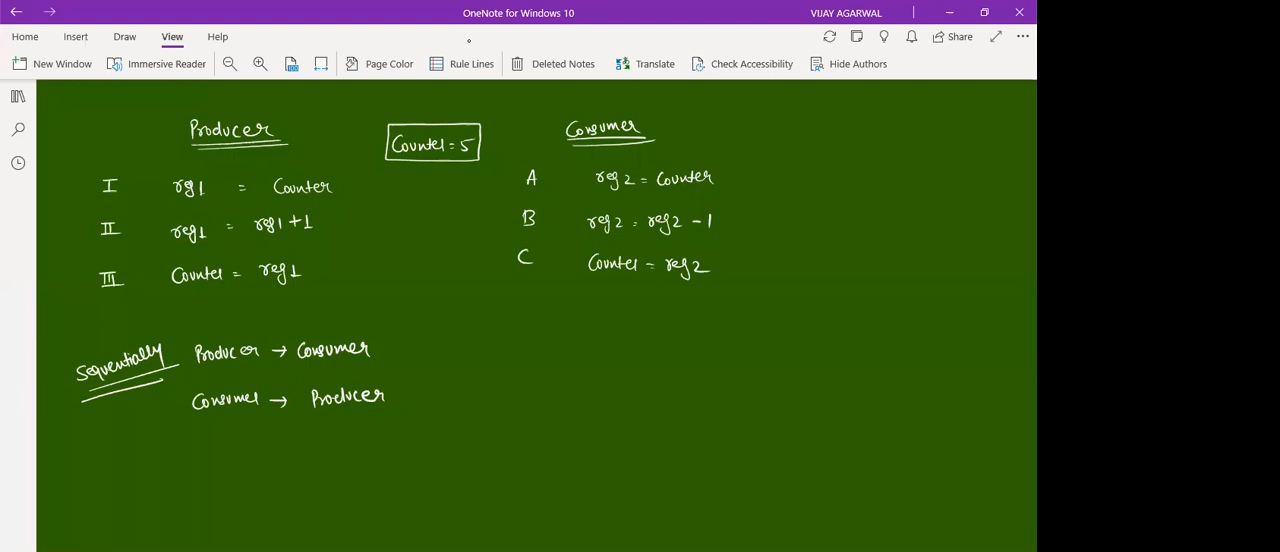 OneNote for Windows 10
VIJAY AGARWAL
Home Insert Draw View Help
Share
New Window Immersive Reader Page Color Rule Lines Deleted Notes Translate Check Accessibility Hide Authors
Producer
Counter = 5
Consumer
I reg1 = Counter
II reg1 = reg1 + 1
III Counter = reg1
A reg2 = Counter
B reg2 = reg2 - 1
C Counter = reg2
Sequentially
Producer → Consumer
Consumer → Producer